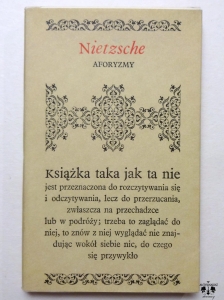 Nietzsche
AFORYZMY
Książka taka jak ta nie
jest przeznaczona do rozczytywania się
i odczytywania, lecz do przerzucania,
zwłaszcza na przechadzce
lub w podróży; trzeba to zaglądać do
niej, to znów z niej wyglądać nie znaj-
dując wokół siebie nic, do czego
się przywykło